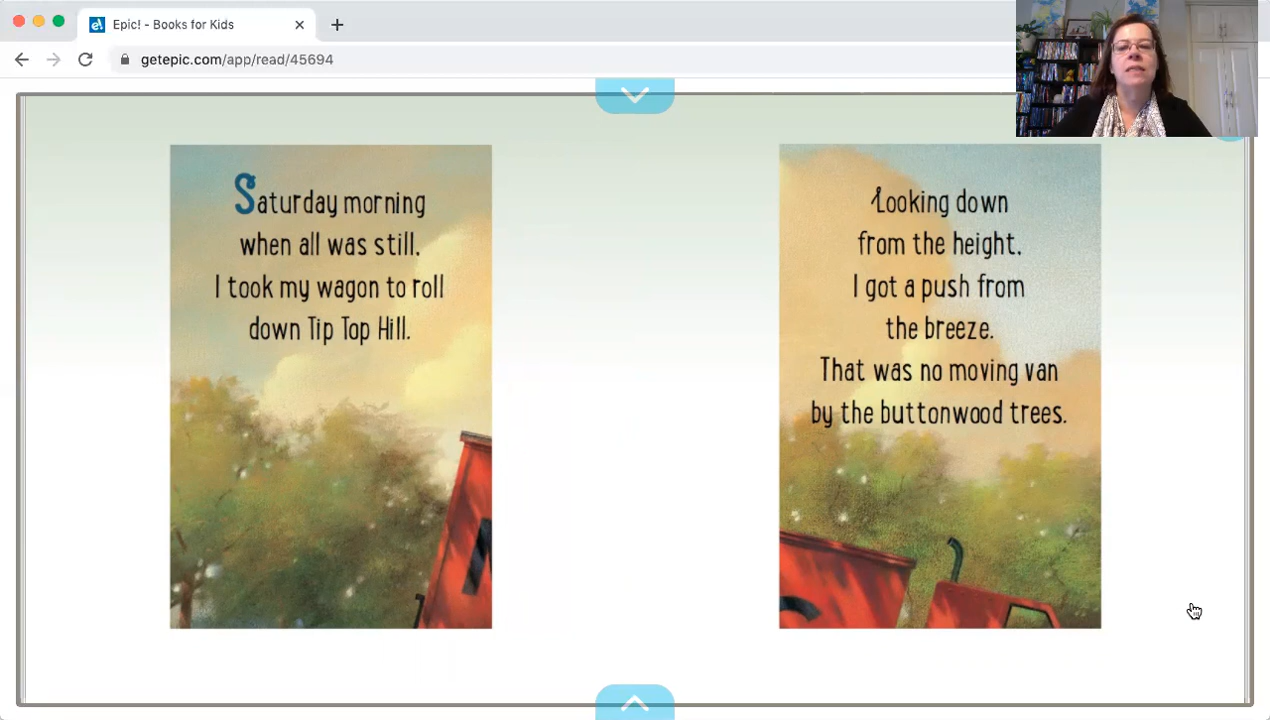 Epic! - Books for Kids
getepic.com/app/read/45694
Saturday morning
when all was still,
I took my wagon to roll
down Tip Top Hill.
Looking down
from the height,
I got a push from
the breeze.
That was no moving van
by the buttonwood trees.